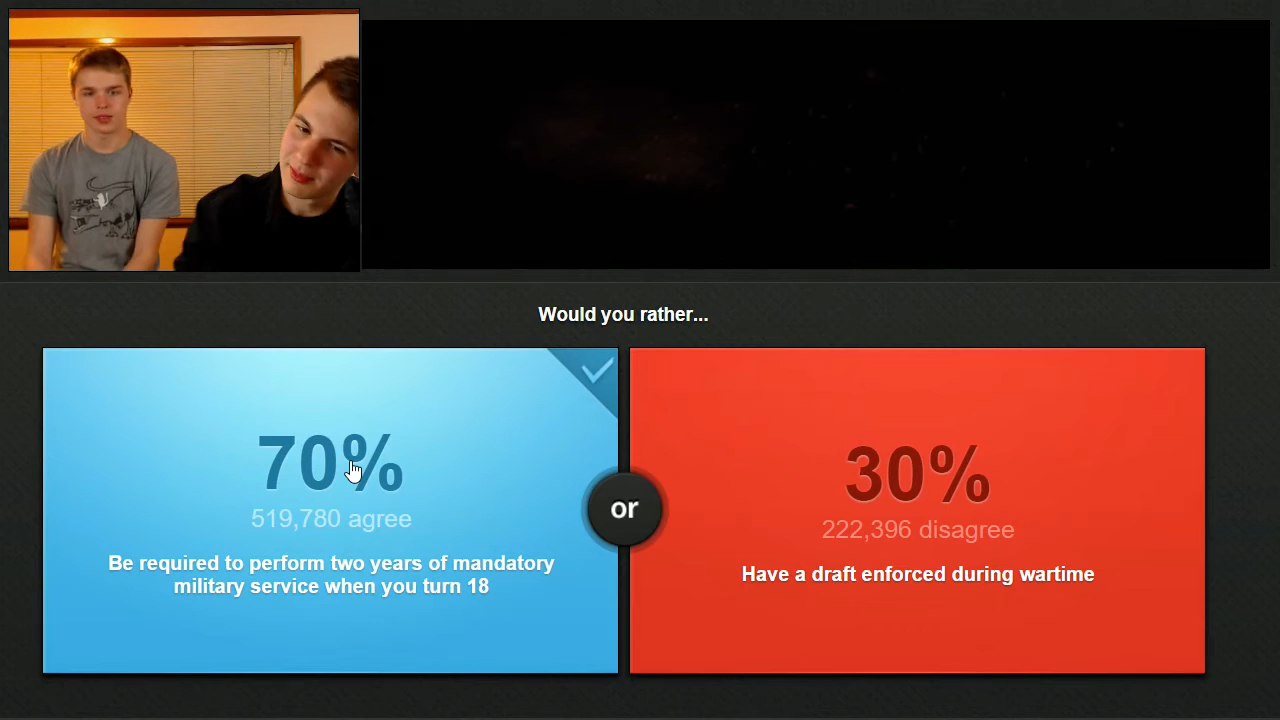 Would you rather...
70%
519,780 agree
Be required to perform two years of mandatory
military service when you turn 18
or
30%
222,396 disagree
Have a draft enforced during wartime